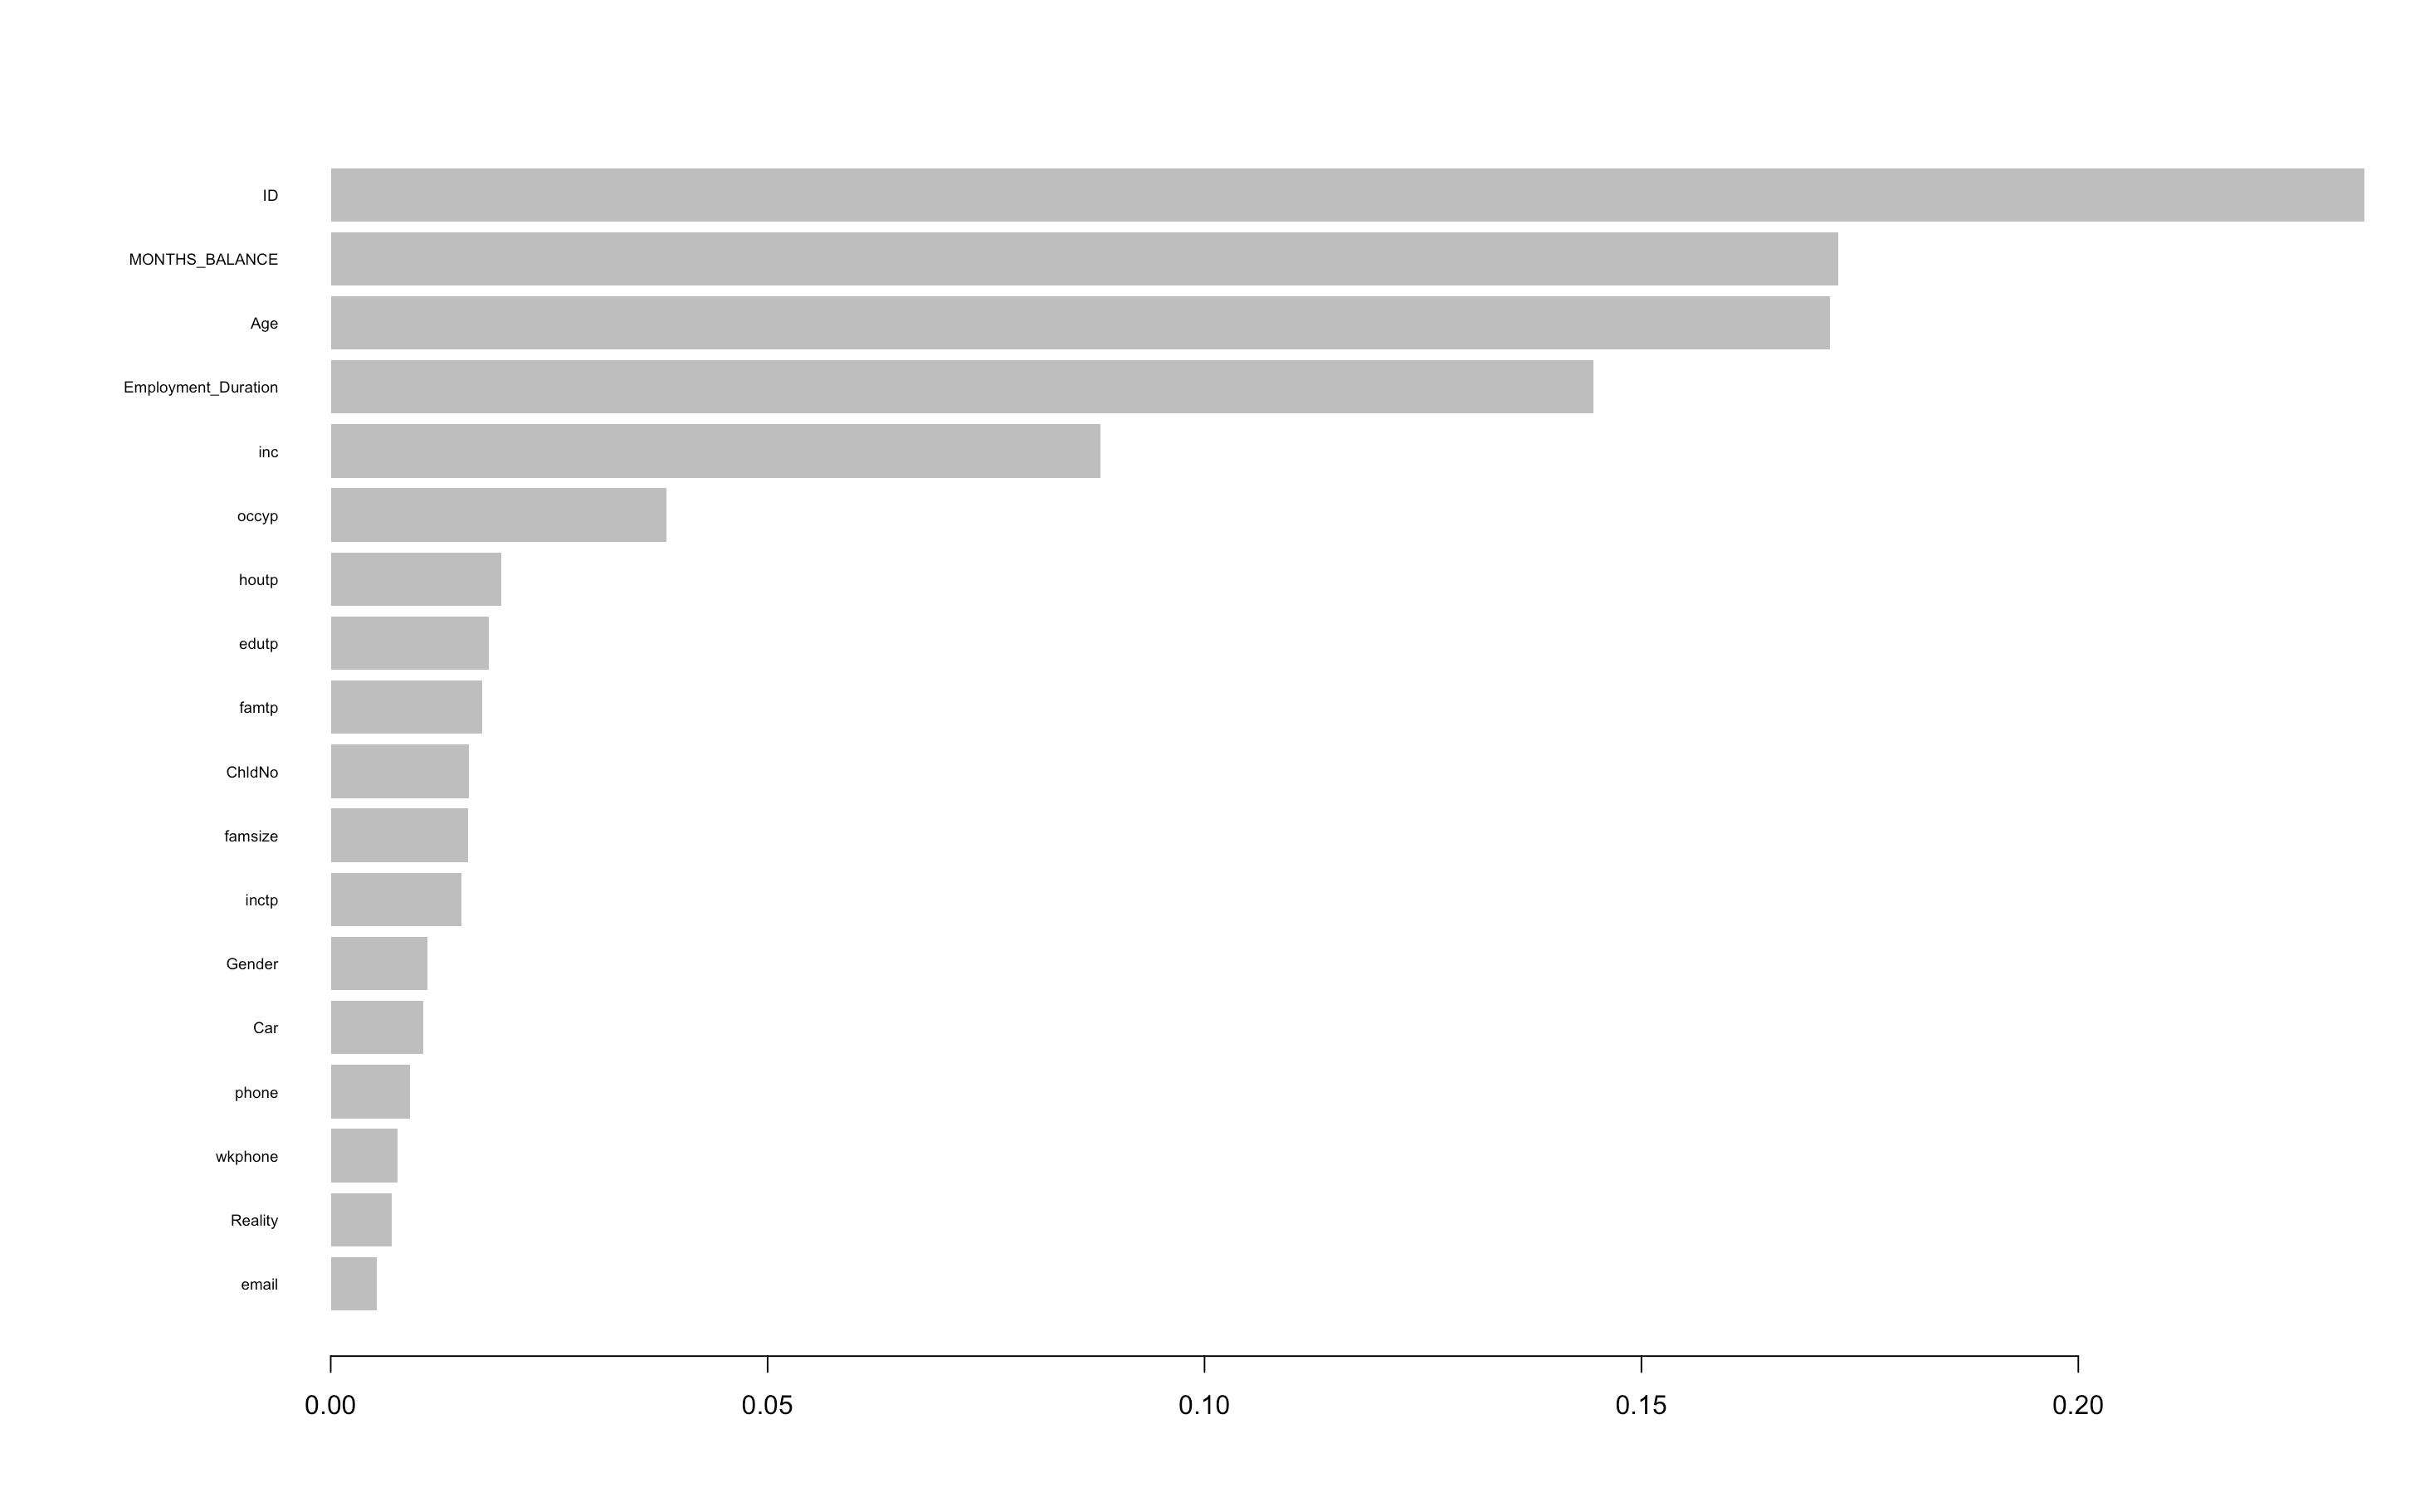 ID
MONTHS_BALANCE
Age
Employment_Duration
inc
occyp
houtp
edutp
famtp
ChldNo
famsize
inctp
Gender
Car
phone
wkphone
Reality
email
0.00 0.05 0.10 0.15 0.20